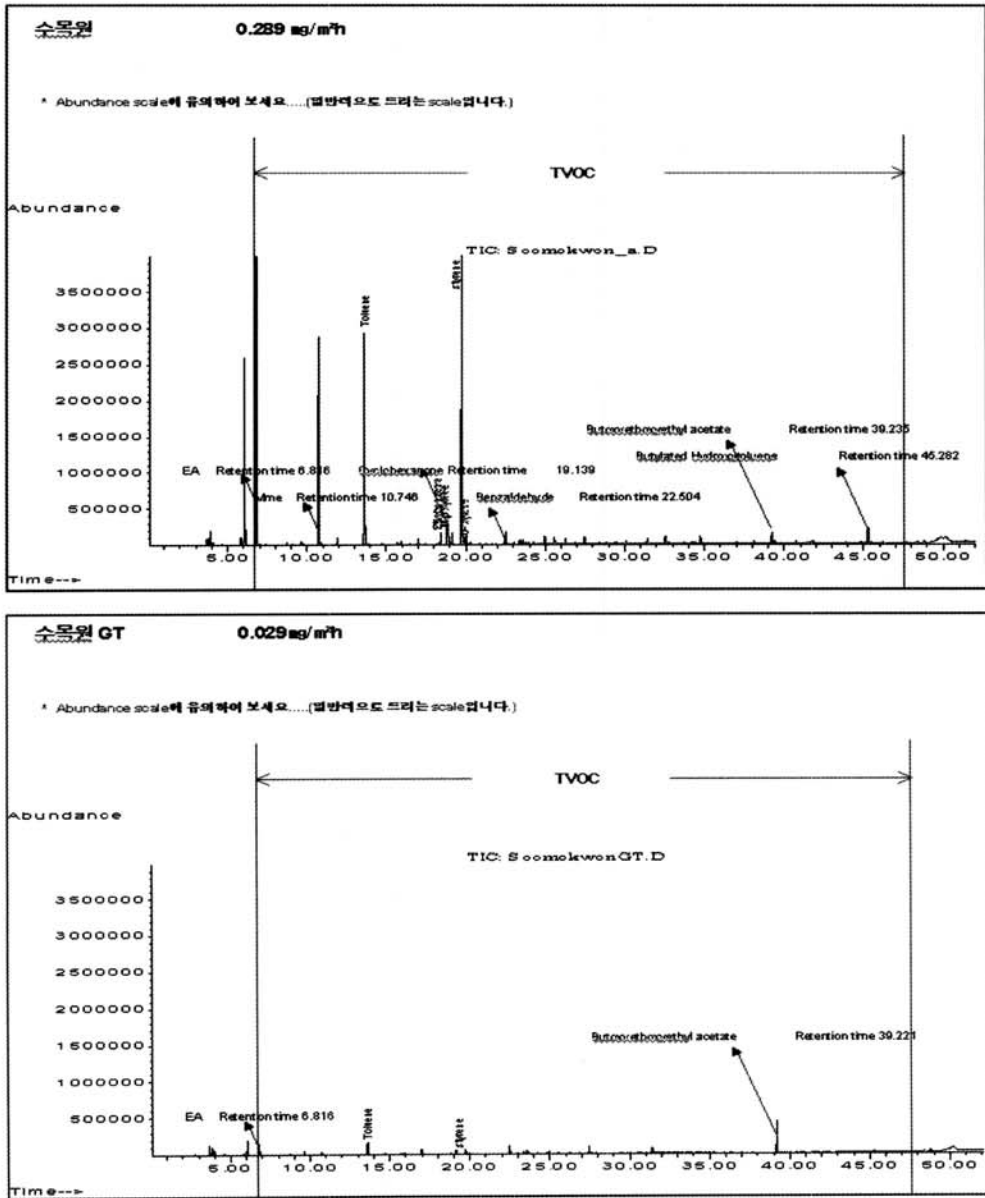 수목원 0.289 mg/m²h
* Abundance scale에 유의하여 보세요.....(일반적으로 드리는 scale입니다.)
TVOC
Abundance
TIC: Soomokwon_a.D
3500000
3000000
2500000
2000000
1500000
1000000
500000
Toluene
Styrene
Butoxyethoxyethyl acetate Retention time 39.235
Butylated Hydroxytoluene Retention time 45.282
EA Retention time 6.816 Cyclohexanone Retention time 19.139
Retention time 10.746 Benzaldehyde Retention time 22.504
5.00 10.00 15.00 20.00 25.00 30.00 35.00 40.00 45.00 50.00
Time-->
수목원 GT 0.029 mg/m²h
* Abundance scale에 유의하여 보세요.....(일반적으로 드리는 scale입니다.)
TVOC
Abundance
TIC: SoomokwonGT.D
3500000
3000000
2500000
2000000
1500000
1000000
500000
Butoxyethoxyethyl acetate Retention time 39.221
EA Retention time 6.816
Toluene
Styrene
5.00 10.00 15.00 20.00 25.00 30.00 35.00 40.00 45.00 50.00
Time-->